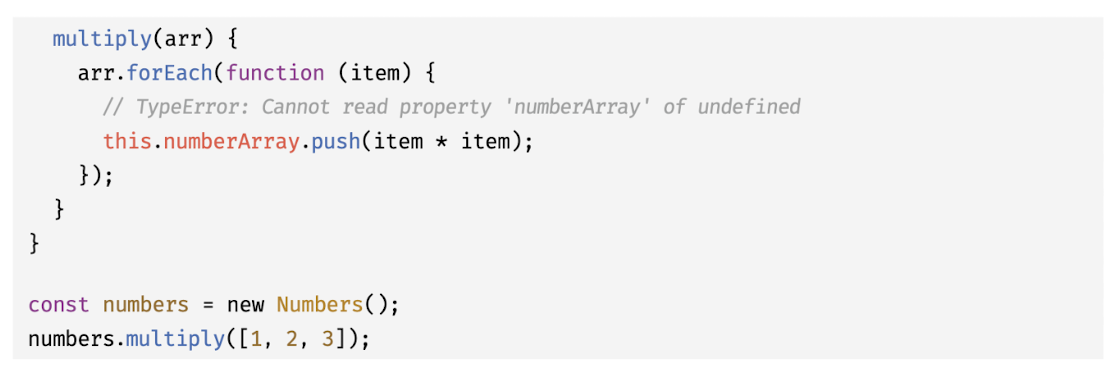 multiply(arr) {
arr.forEach(function (item) {
// TypeError: Cannot read property 'numberArray' of undefined
this.numberArray.push(item * item);
});
}
}
const numbers = new Numbers();
numbers.multiply([1, 2, 3]);